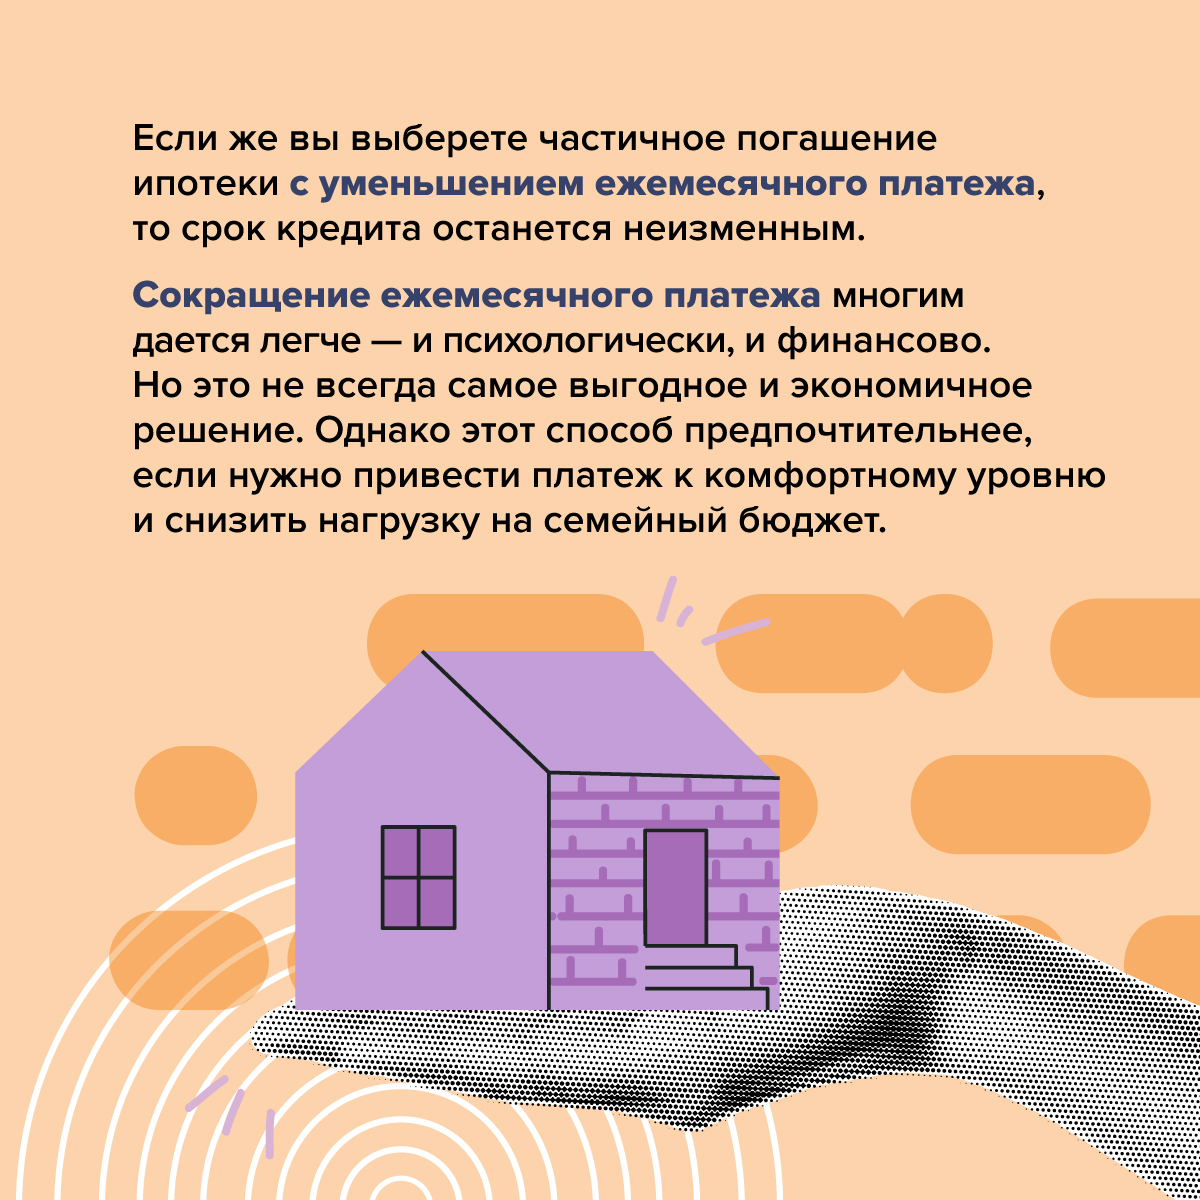 Если же вы выберете частичное погашение
ипотеки с уменьшением ежемесячного платежа,
то срок кредита останется неизменным.
Сокращение ежемесячного платежа многим
дается легче — и психологически, и финансово.
Но это не всегда самое выгодное и экономичное
решение. Однако этот способ предпочтительнее,
если нужно привести платеж к комфортному уровню
и снизить нагрузку на семейный бюджет.